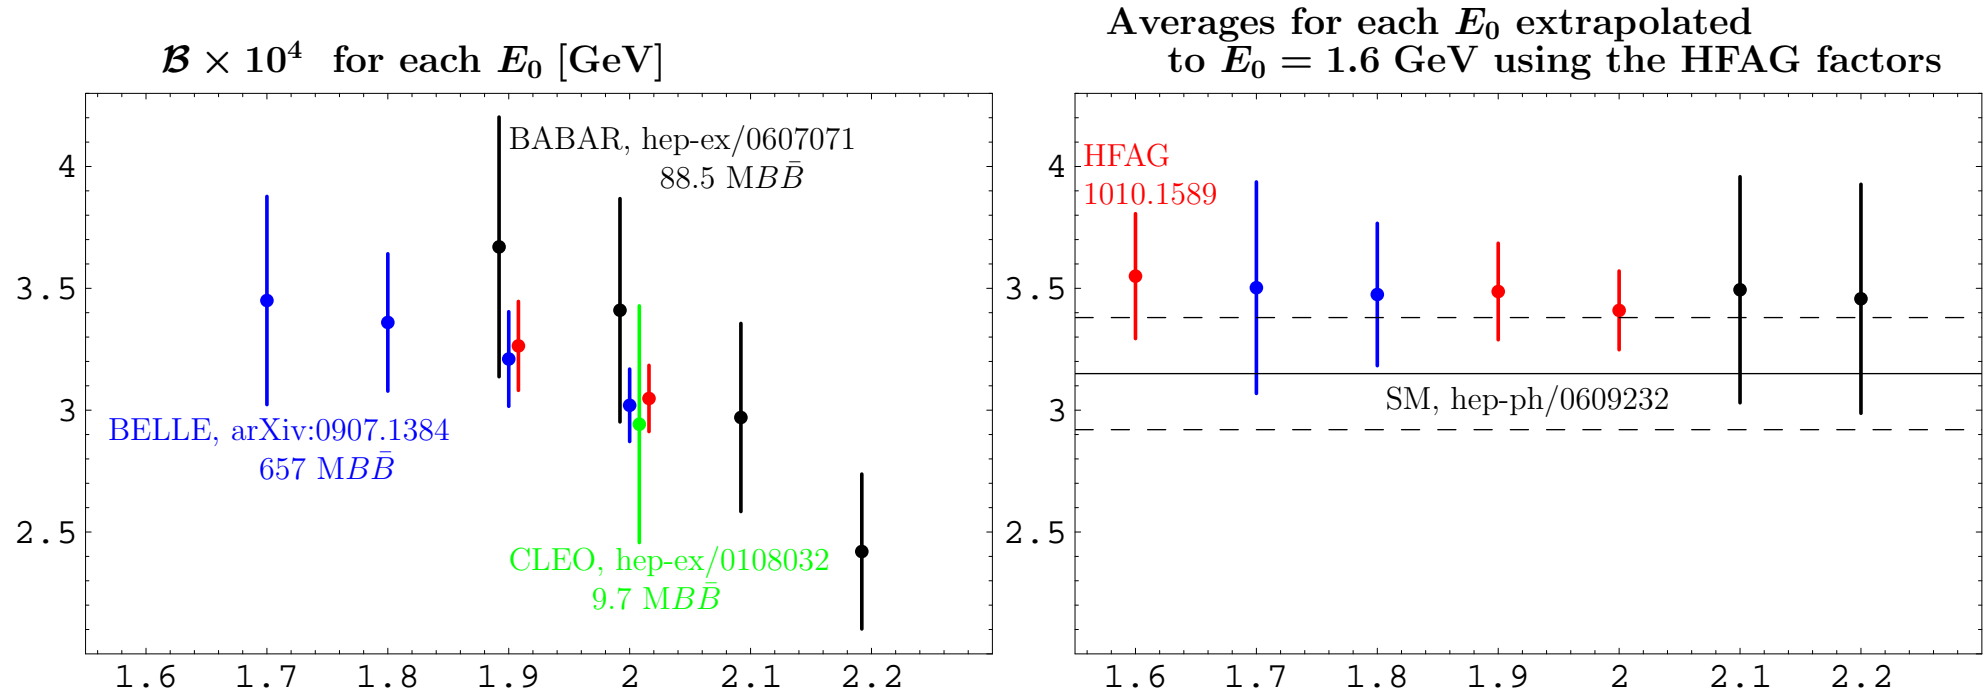 𝓑 × 10⁴ for each E₀ [GeV]
4
3.5
3
2.5
BABAR, hep-ex/0607071
88.5 MBB̄
BELLE, arXiv:0907.1384
657 MBB̄
CLEO, hep-ex/0108032
9.7 MBB̄
1.6 1.7 1.8 1.9 2 2.1 2.2
Averages for each E₀ extrapolated
to E₀ = 1.6 GeV using the HFAG factors
4
3.5
3
2.5
HFAG
1010.1589
SM, hep-ph/0609232
1.6 1.7 1.8 1.9 2 2.1 2.2